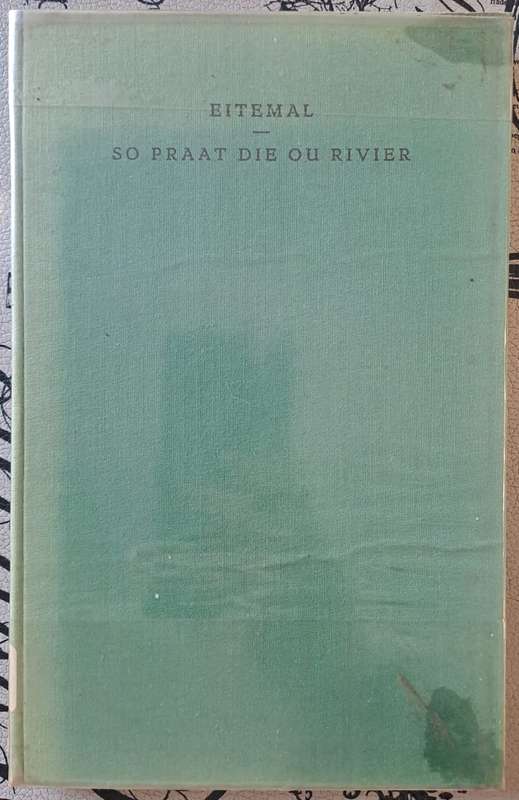 EITEMAL
SO PRAAT DIE OU RIVIER